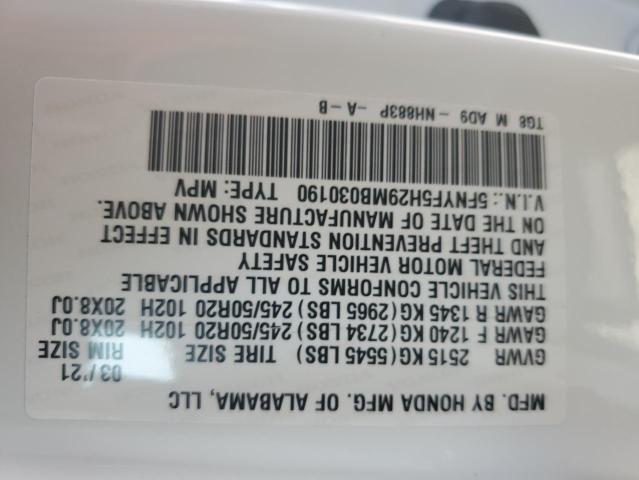 MFD. BY HONDA MFG. OF ALABAMA, LLC
03/'21
GVWR 2515 KG (5545 LBS) TIRE SIZE RIM SIZE
GAWR F 1240 KG (2734 LBS) 245/50R20 102H 20X8.0J
GAWR R 1345 KG (2965 LBS) 245/50R20 102H 20X8.0J
THIS VEHICLE CONFORMS TO ALL APPLICABLE
FEDERAL MOTOR VEHICLE SAFETY
AND THEFT PREVENTION STANDARDS IN EFFECT
ON THE DATE OF MANUFACTURE SHOWN ABOVE.
V.I.N.: 5FNYF5H29MB030190 TYPE: MPV
TG8 M AD9 - NH883P -A-B